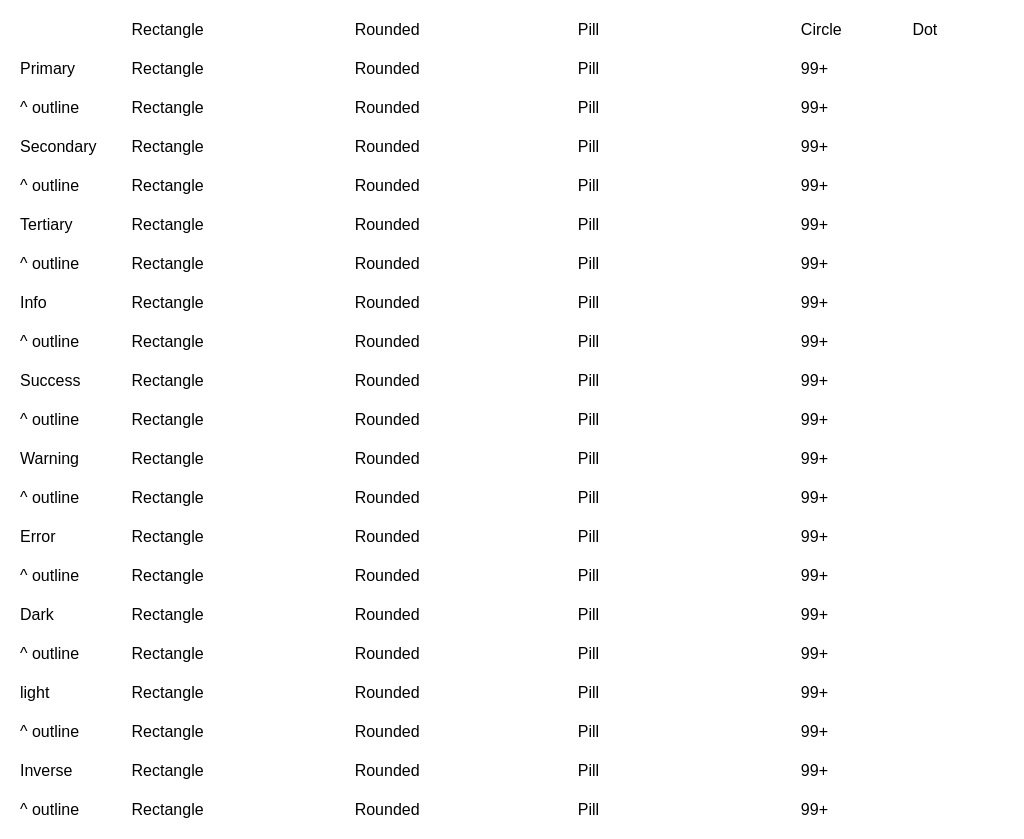 Rectangle Rounded Pill Circle Dot
Primary Rectangle Rounded Pill 99+
^ outline Rectangle Rounded Pill 99+
Secondary Rectangle Rounded Pill 99+
^ outline Rectangle Rounded Pill 99+
Tertiary Rectangle Rounded Pill 99+
^ outline Rectangle Rounded Pill 99+
Info Rectangle Rounded Pill 99+
^ outline Rectangle Rounded Pill 99+
Success Rectangle Rounded Pill 99+
^ outline Rectangle Rounded Pill 99+
Warning Rectangle Rounded Pill 99+
^ outline Rectangle Rounded Pill 99+
Error Rectangle Rounded Pill 99+
^ outline Rectangle Rounded Pill 99+
Dark Rectangle Rounded Pill 99+
^ outline Rectangle Rounded Pill 99+
light Rectangle Rounded Pill 99+
^ outline Rectangle Rounded Pill 99+
Inverse Rectangle Rounded Pill 99+
^ outline Rectangle Rounded Pill 99+